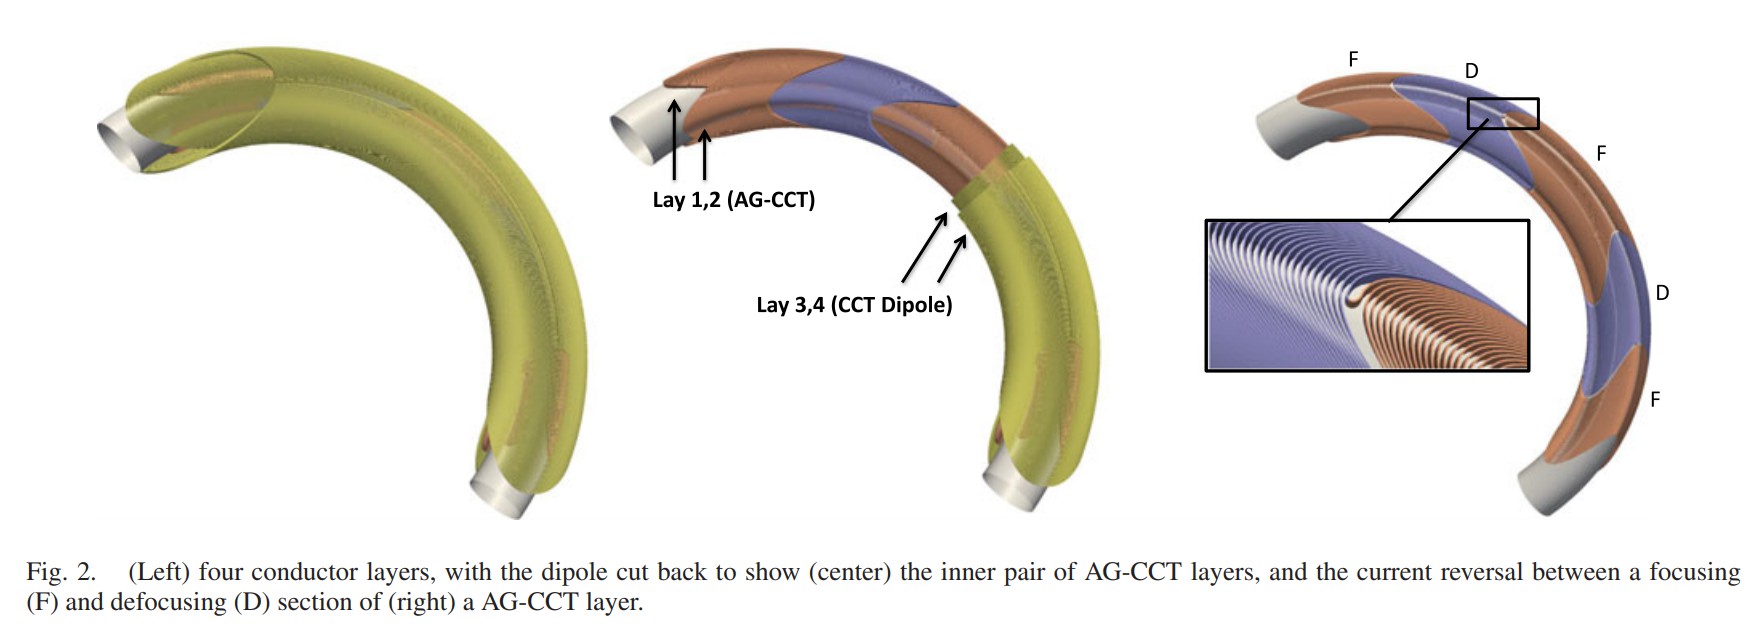 F
D
F
Lay 1,2 (AG-CCT)
D
Lay 3,4 (CCT Dipole)
F
Fig. 2. (Left) four conductor layers, with the dipole cut back to show (center) the inner pair of AG-CCT layers, and the current reversal between a focusing
(F) and defocusing (D) section of (right) a AG-CCT layer.